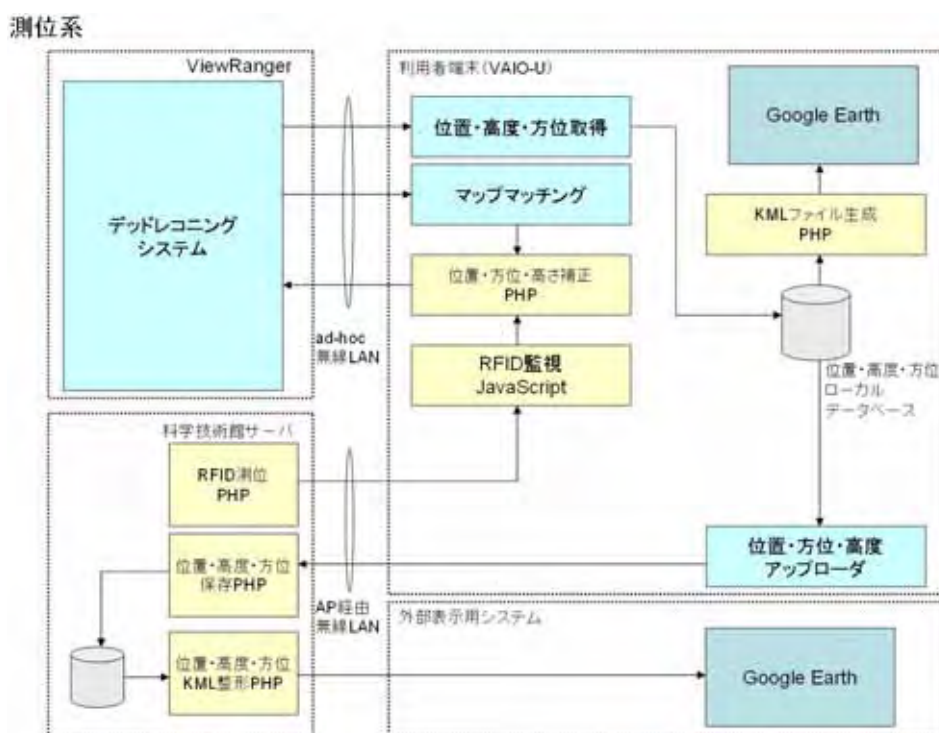 測位系
ViewRanger
デッドレコニング
システム
ad-hoc
無線LAN
利用者端末(VAIO-U)
位置・高度・方位取得
マップマッチング
位置・方位・高さ補正
PHP
RFID監視
JavaScript
Google Earth
KMLファイル生成
PHP
位置・高度・方位
ローカル
データベース
位置・方位・高度
アップローダ
科学技術館サーバ
RFID測位
PHP
位置・高度・方位
保存PHP
位置・高度・方位
KML整形PHP
AP経由
無線LAN
外部表示用システム
Google Earth